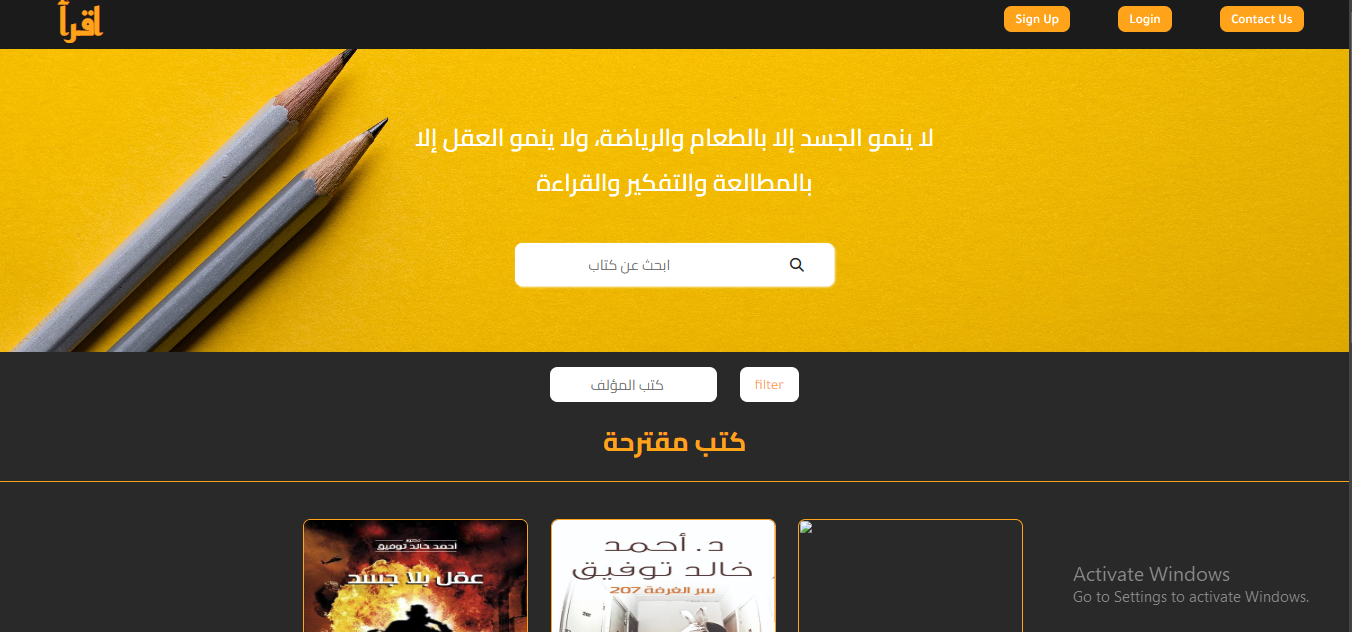 اقرأ
Sign Up
Login
Contact Us
لا ينمو الجسد إلا بالطعام والرياضة، ولا ينمو العقل إلا
بالمطالعة والتفكير والقراءة
ابحث عن كتاب
كتب المؤلف
filter
كتب مقترحة
أحمد خالد توفيق
عقل بلا جسد
د. أحمد
خالد توفيق
سر الغرفة 207
Activate Windows
Go to Settings to activate Windows.